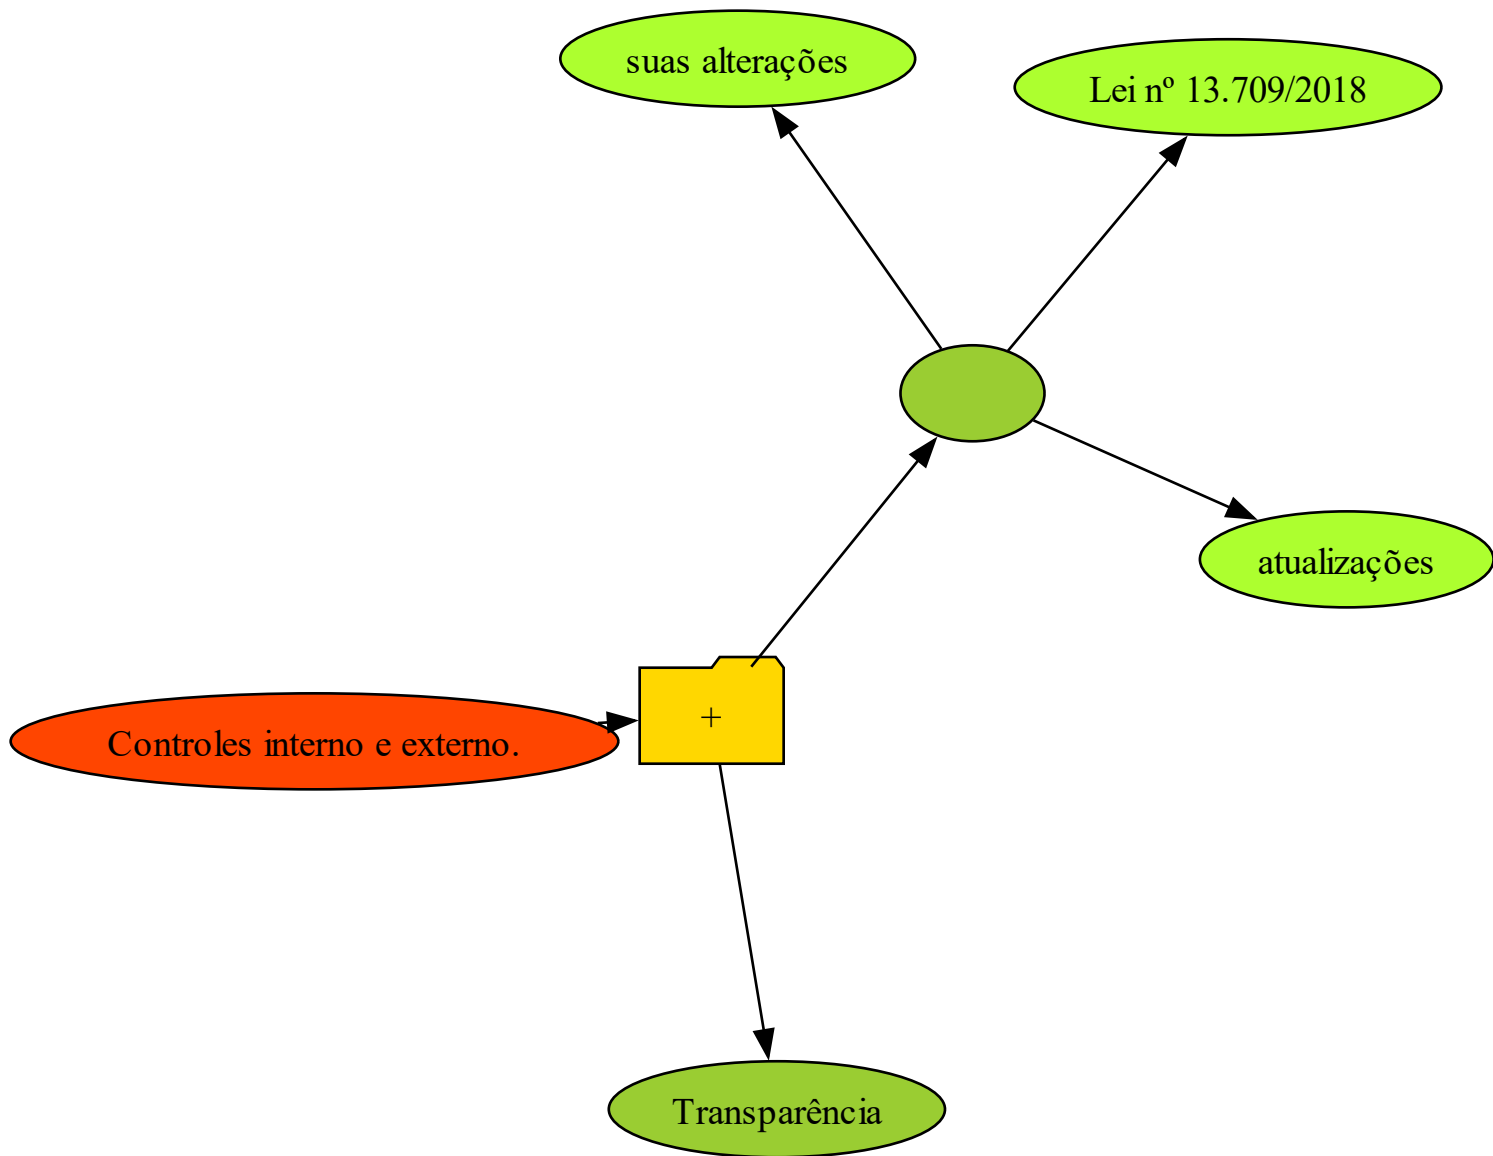 suas alterações
Lei nº 13.709/2018
atualizações
+
Controles interno e externo.
Transparência